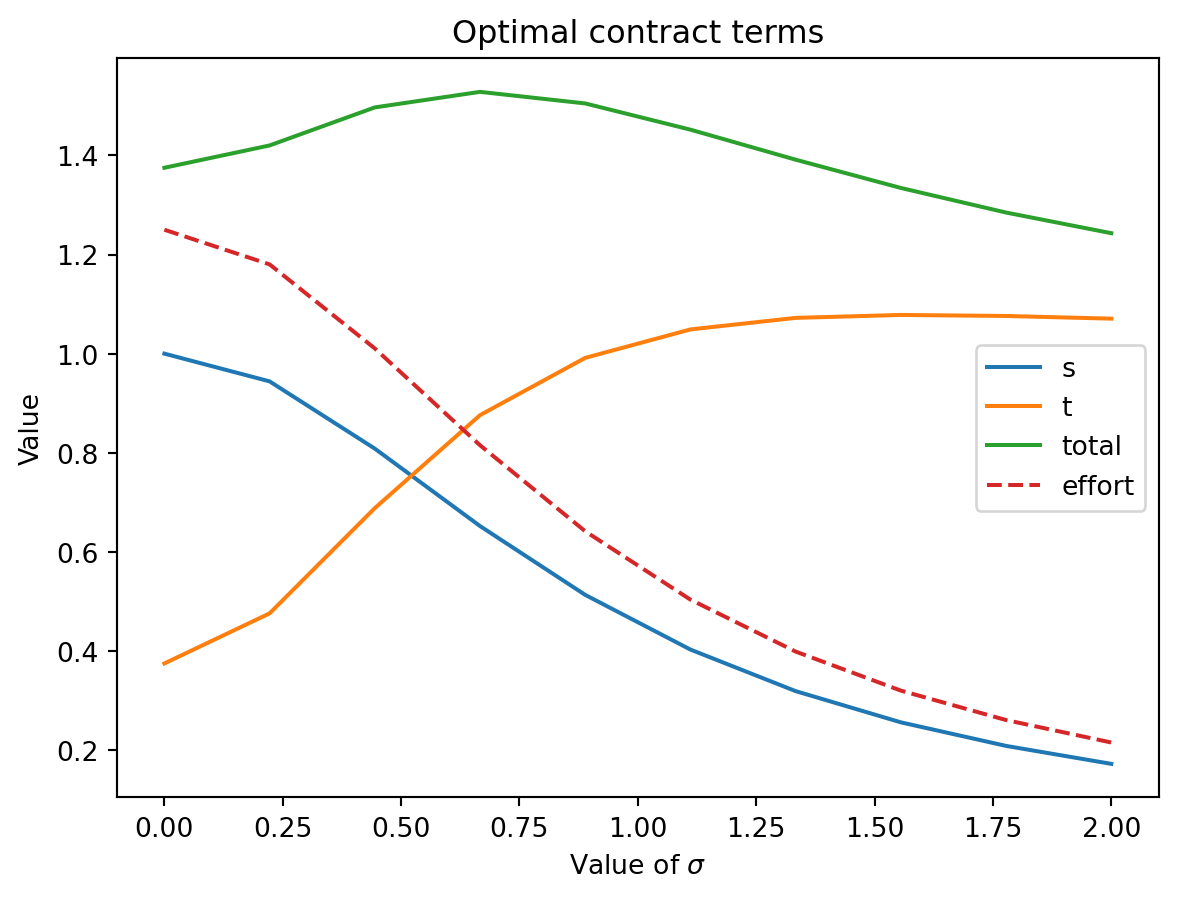 Optimal contract terms
Value
1.4
1.2
1.0
0.8
0.6
0.4
0.2
s
t
total
effort
0.00 0.25 0.50 0.75 1.00 1.25 1.50 1.75 2.00
Value of σ